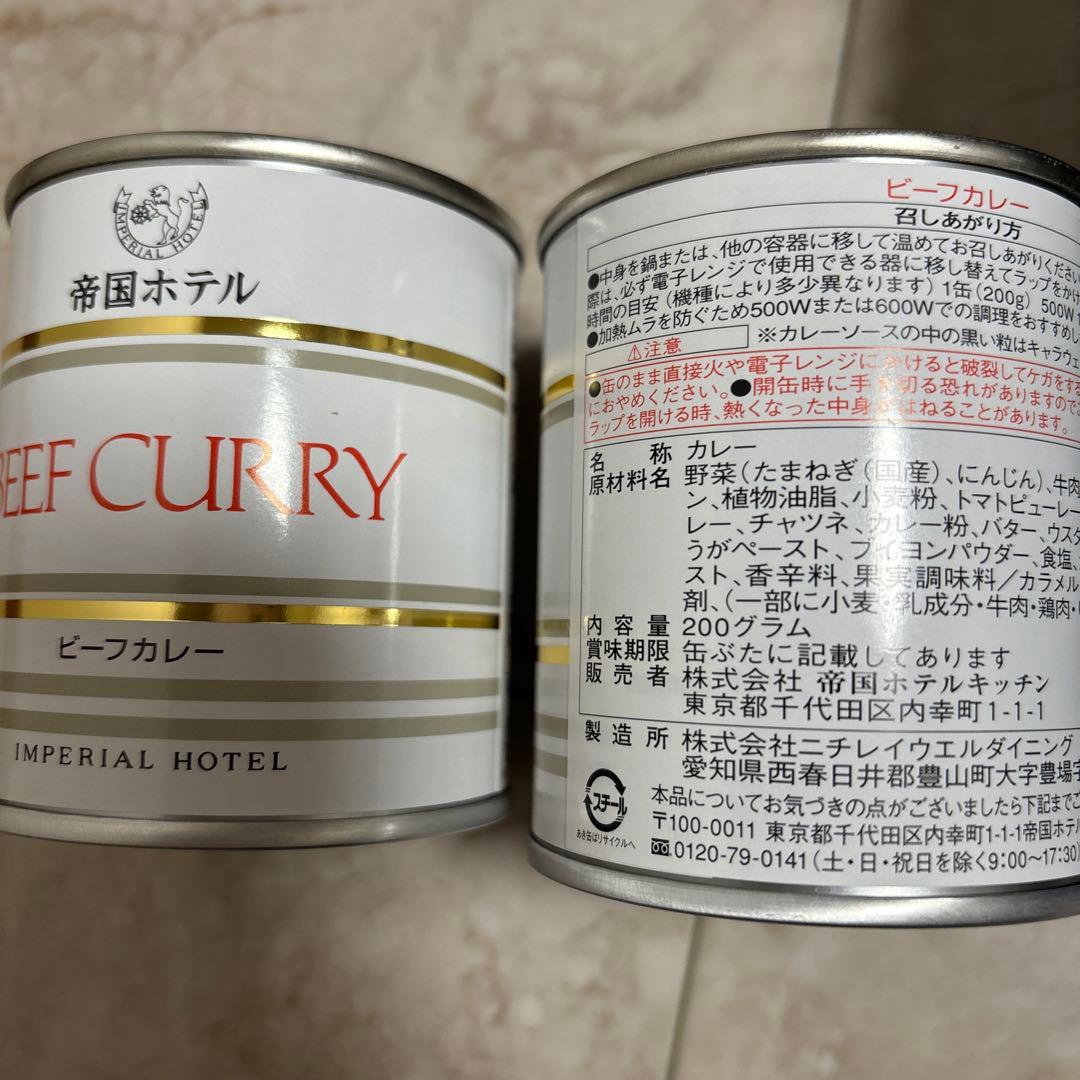 IMPERIAL HOTEL
帝国ホテル
BEEF CURRY
ビーフカレー
IMPERIAL HOTEL
ビーフカレー
召しあがり方
●中身を鍋または、他の容器に移して温めてお召しあがりください
際は、必ず電子レンジで使用できる器に移し替えてラップをかけ
時間の目安(機種により多少異なります) 1缶(200g) 500W
●加熱ムラを防ぐため500Wまたは600Wでの調理をおすすめし
⚠注意
※カレーソースの中の黒い粒はキャラウェ
●缶のまま直接火や電子レンジにかけると破裂してケガをする
におやめください。●開缶時に手を切る恐れがありますので
ラップを開ける時、熱くなった中身がはねることがあります。
名称 カレー
原材料名 野菜(たまねぎ(国産)、にんじん)、牛肉
ン、植物油脂、小麦粉、トマトピューレー
レー、チャツネ、カレー粉、バター、ウスタ
うがペースト、ブイヨンパウダー、食塩、
スト、香辛料、果実調味料/カラメル
剤、(一部に小麦・乳成分・牛肉・鶏肉・
内容量 200グラム
賞味期限 缶ぶたに記載してあります
販売者 株式会社 帝国ホテルキッチン
東京都千代田区内幸町1-1-1
製造所 株式会社ニチレイウエルダイニング
愛知県西春日井郡豊山町大字豊場字
スチール
あき缶はリサイクルへ
本品についてお気づきの点がございましたら下記までご
〒100-0011 東京都千代田区内幸町1-1-1帝国ホテル
0120-79-0141(土・日・祝日を除く9:00〜17:30)